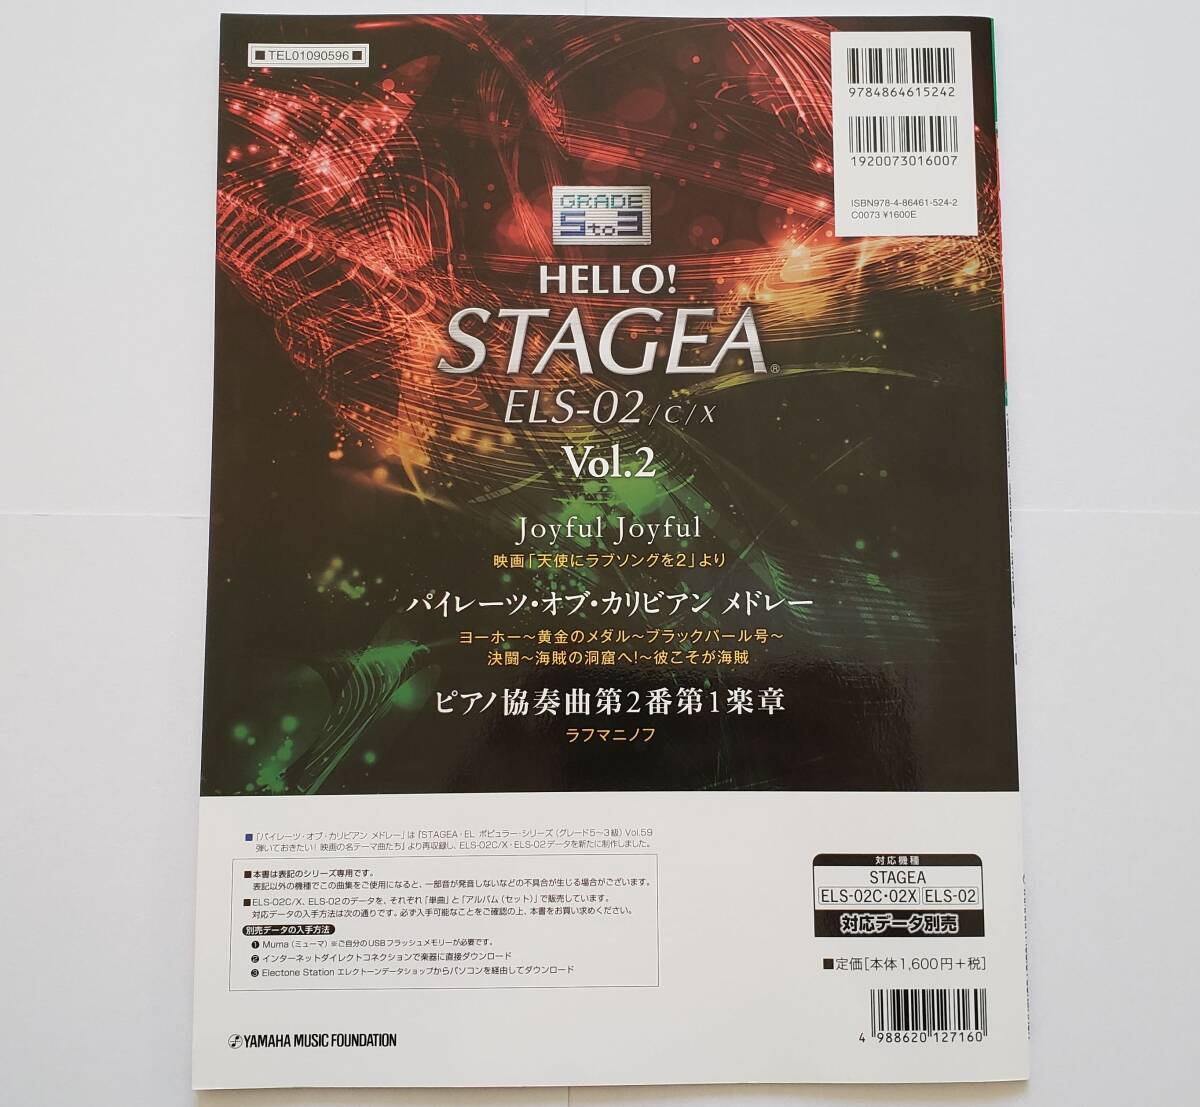 ■ TEL01090596 ■
9784864615242
1920073016007
ISBN978-4-86461-524-2
C0073 ¥1600E
GRADE
5to3
HELLO!
STAGEA®
ELS-02/C/X
Vol.2
Joyful Joyful
映画「天使にラブソングを2」より
パイレーツ・オブ・カリビアン メドレー
ヨーホー～黄金のメダル～ブラックパール号～
決闘～海賊の洞窟へ!～彼こそが海賊
ピアノ協奏曲第2番第1楽章
ラフマニノフ
■「パイレーツ・オブ・カリビアン メドレー」は『STAGEA・EL ポピュラー・シリーズ（グレード5～3級）Vol.59
弾いておきたい! 映画の名テーマ曲たち』より再収録し、ELS-02C/X・ELS-02データを新たに制作しました。
■本書は表記のシリーズ専用です。
表記以外の機種でこの曲集をご使用になると、一部音が発音しないなどの不具合が生じる場合がございます。
■ELS-02C/X、ELS-02のデータを、それぞれ「単曲」と「アルバム（セット）」で販売しています。
対応データの入手方法は次の通りです。必ず入手可能なことをご確認の上、本書をお買い求めください。
別売データの入手方法
❶ Muma（ミューマ）※ご自分のUSBフラッシュメモリーが必要です。
❷ インターネットダイレクトコネクションで楽器に直接ダウンロード
❸ Electone Station エレクトーンデータショップからパソコンを経由してダウンロード
対応機種
STAGEA
ELS-02C・02X ELS-02
対応データ別売
■定価[本体1,600円+税]
4 988620 127160
YAMAHA MUSIC FOUNDATION